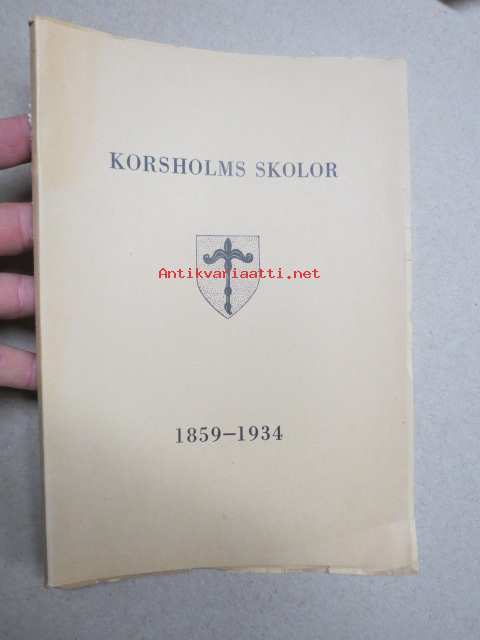 KORSHOLMS SKOLOR
Antikvariaatti.net
1859–1934